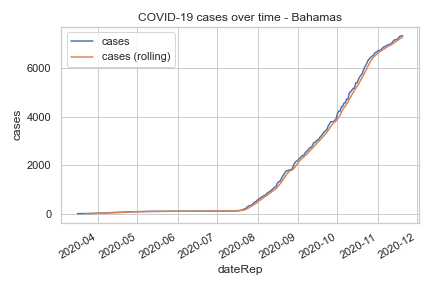 COVID-19 cases over time - Bahamas
cases
cases (rolling)
6000
4000
2000
0
cases
2020-04
2020-05
2020-06
2020-07
2020-08
2020-09
2020-10
2020-11
2020-12
dateRep